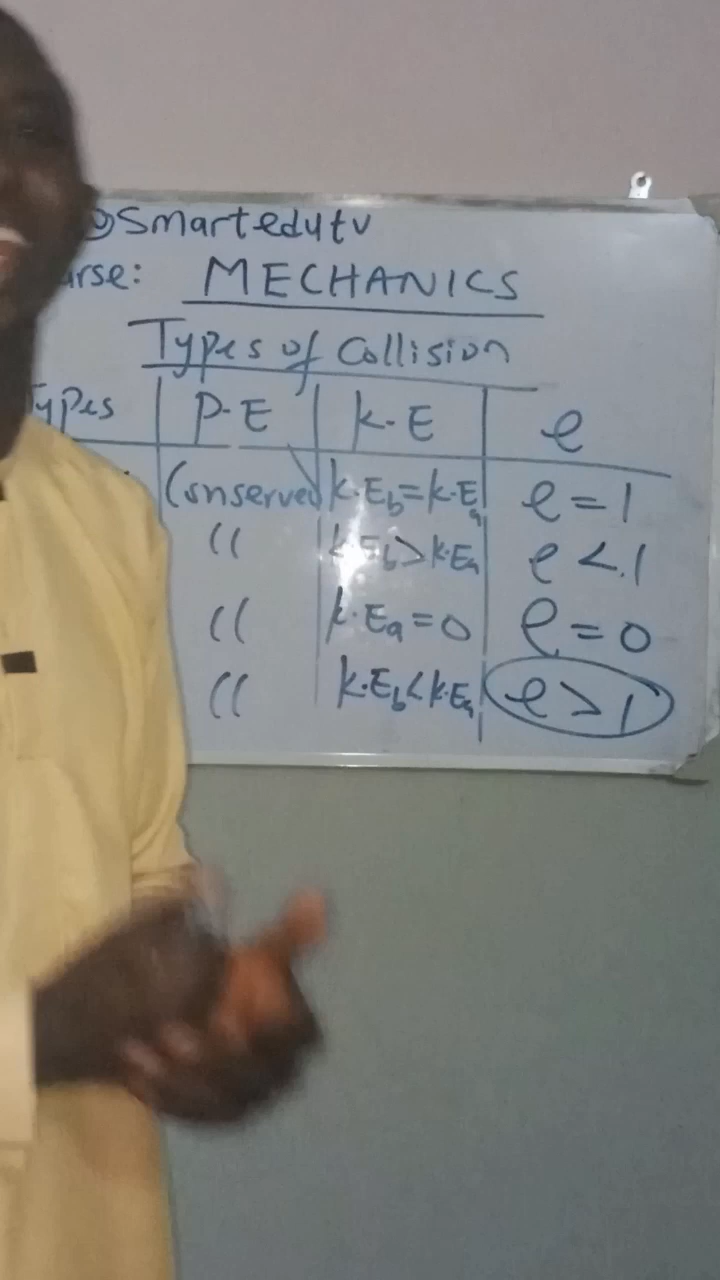 @Smartedutv
urse: MECHANICS
Types of Collision
ypes P.E K.E e
Conserved K.E_b=K.E_a e=1
(( K.E_b>K.E_a e<1
(( K.E_a=0 e=0
(( K.E_b<K.E_a e>1